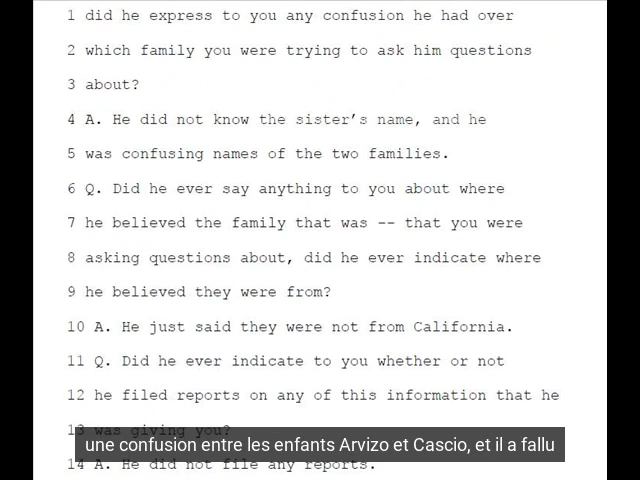 1 did he express to you any confusion he had over
2 which family you were trying to ask him questions
3 about?
4 A. He did not know the sister's name, and he
5 was confusing names of the two families.
6 Q. Did he ever say anything to you about where
7 he believed the family that was -- that you were
8 asking questions about, did he ever indicate where
9 he believed they were from?
10 A. He just said they were not from California.
11 Q. Did he ever indicate to you whether or not
12 he filed reports on any of this information that he
13 was giving you?
une confusion entre les enfants Arvizo et Cascio, et il a fallu
14 A. He did not file any reports.